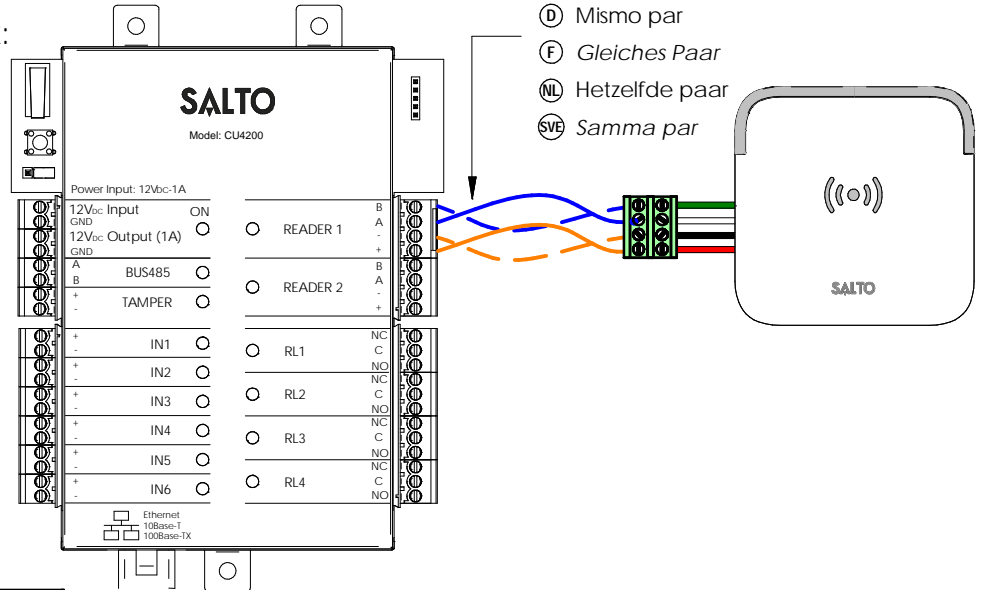 :
D Mismo par
F Gleiches Paar
NL Hetzelfde paar
SVE Samma par
SALTO
Model: CU4200
Power Input: 12VDC-1A
12VDC Input ON
GND
12VDC Output (1A)
GND
A
B BUS485
+
- TAMPER
+
- IN1
+
- IN2
+
- IN3
+
- IN4
+
- IN5
+
- IN6
READER 1
B
A
-
+
READER 2
B
A
-
+
RL1
NC
C
NO
RL2
NC
C
NO
RL3
NC
C
NO
RL4
NC
C
NO
Ethernet
10Base-T
100Base-TX
SALTO